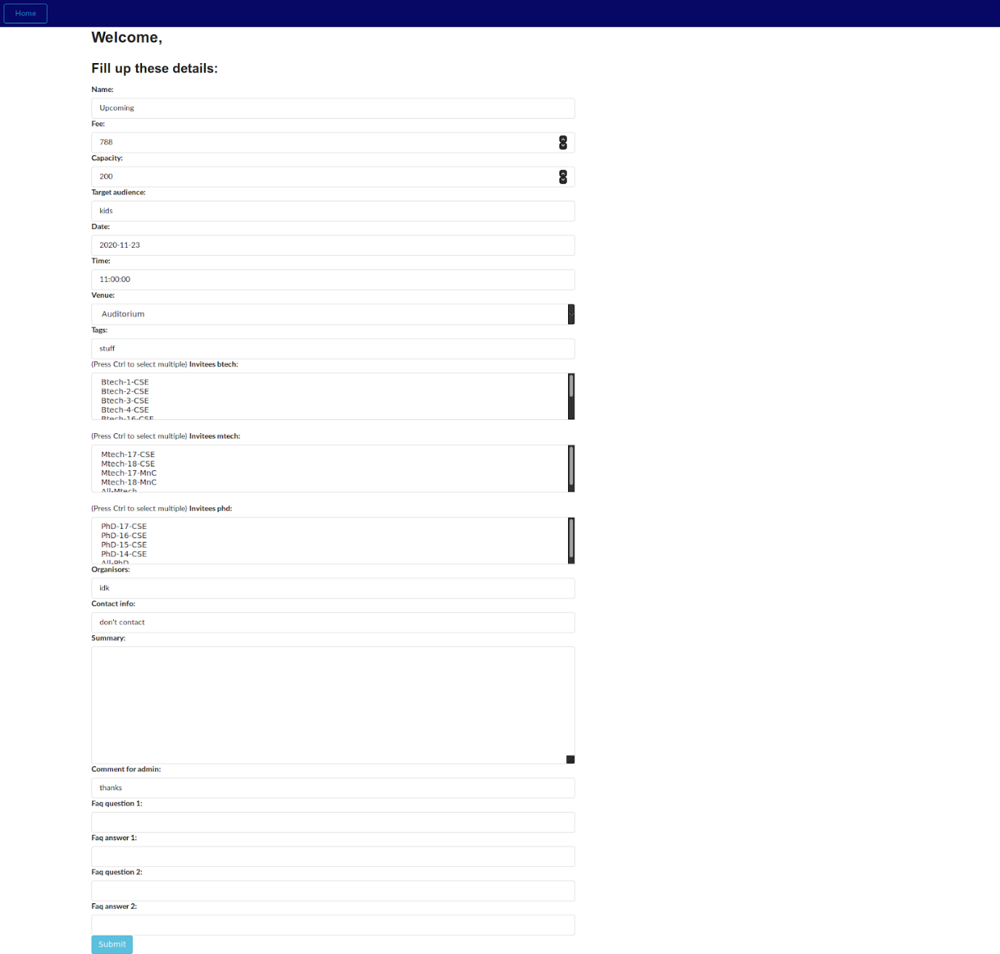 Home
Welcome,
Fill up these details:
Name:
Upcoming
Fee:
788
Capacity:
200
Target audience:
kids
Date:
2020-11-23
Time:
11:00:00
Venue:
Auditorium
Tags:
stuff
(Press Ctrl to select multiple) Invitees btech:
Btech-1-CSE
Btech-2-CSE
Btech-3-CSE
Btech-4-CSE
Btech-16-CSE
(Press Ctrl to select multiple) Invitees mtech:
Mtech-17-CSE
Mtech-18-CSE
Mtech-17-MnC
Mtech-18-MnC
All-Mtech
(Press Ctrl to select multiple) Invitees phd:
PhD-17-CSE
PhD-16-CSE
PhD-15-CSE
PhD-14-CSE
All-PhD
Organisors:
idk
Contact info:
don't contact
Summary:
Comment for admin:
thanks
Faq question 1:
Faq answer 1:
Faq question 2:
Faq answer 2:
Submit